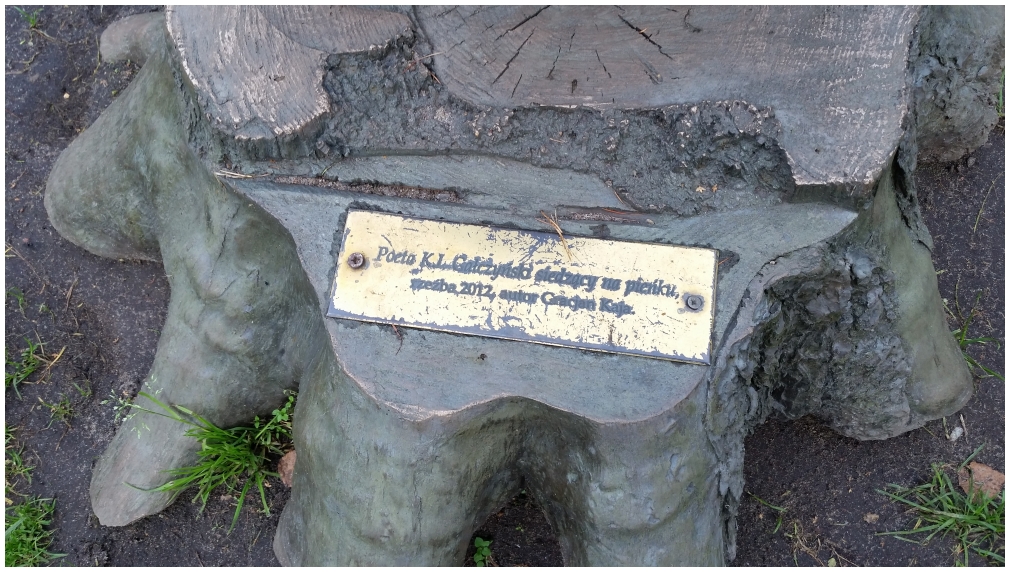 Poeta K.I. Gałczyński siedzący na pieńku,
rzeźba 2012, autor Gracjan Kaja.